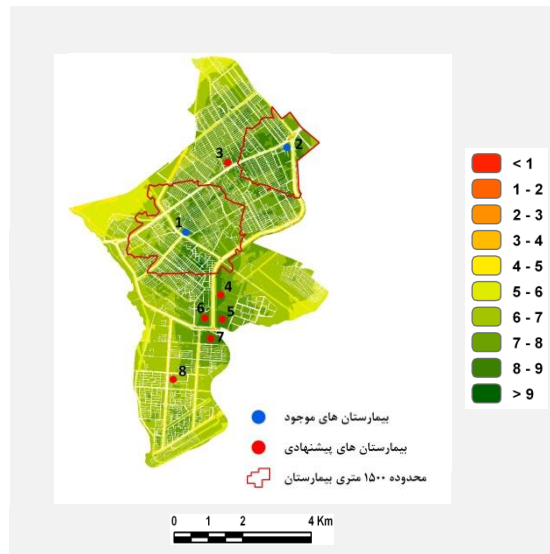 2
3
1
4
6
5
7
8
بیمارستان های موجود
بیمارستان های پیشنهادی
محدوده ۱۵۰۰ متری بیمارستان
0 1 2 4 Km
< 1
1 - 2
2 - 3
3 - 4
4 - 5
5 - 6
6 - 7
7 - 8
8 - 9
> 9